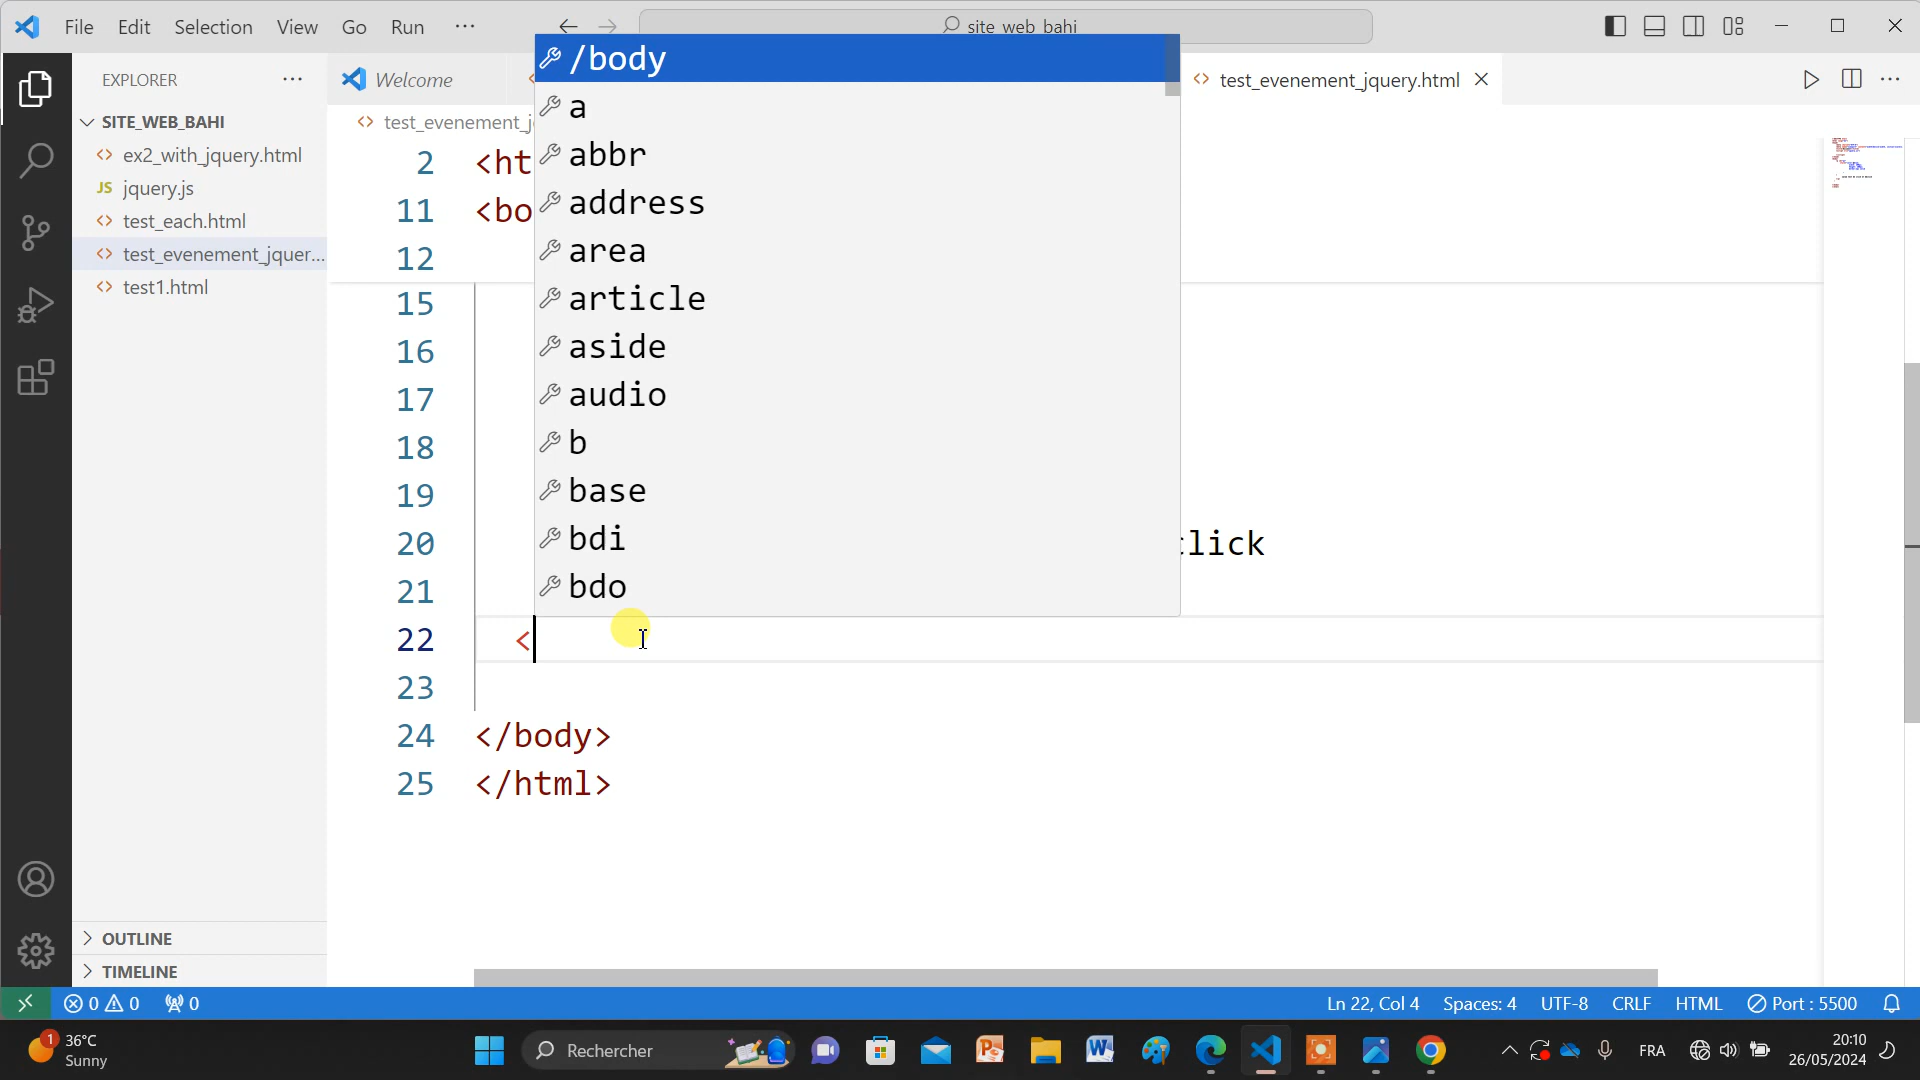 File Edit Selection View Go Run ··· site_web_bahi
EXPLORER ···
Welcome
test_evenement_jquery.html
SITE_WEB_BAHI
ex2_with_jquery.html
jquery.js
test_each.html
test_evenement_jquer...
test1.html
OUTLINE
TIMELINE
test_evenement_j
2 <ht
11 <bo
12
15
16
17
18
19
20 click
21
22 <
23
24 </body>
25 </html>
/body
a
abbr
address
area
article
aside
audio
b
base
bdi
bdo
0 0 0 Ln 22, Col 4 Spaces: 4 UTF-8 CRLF HTML Port : 5500
36°C
Sunny
1
Rechercher
FRA
20:10
26/05/2024